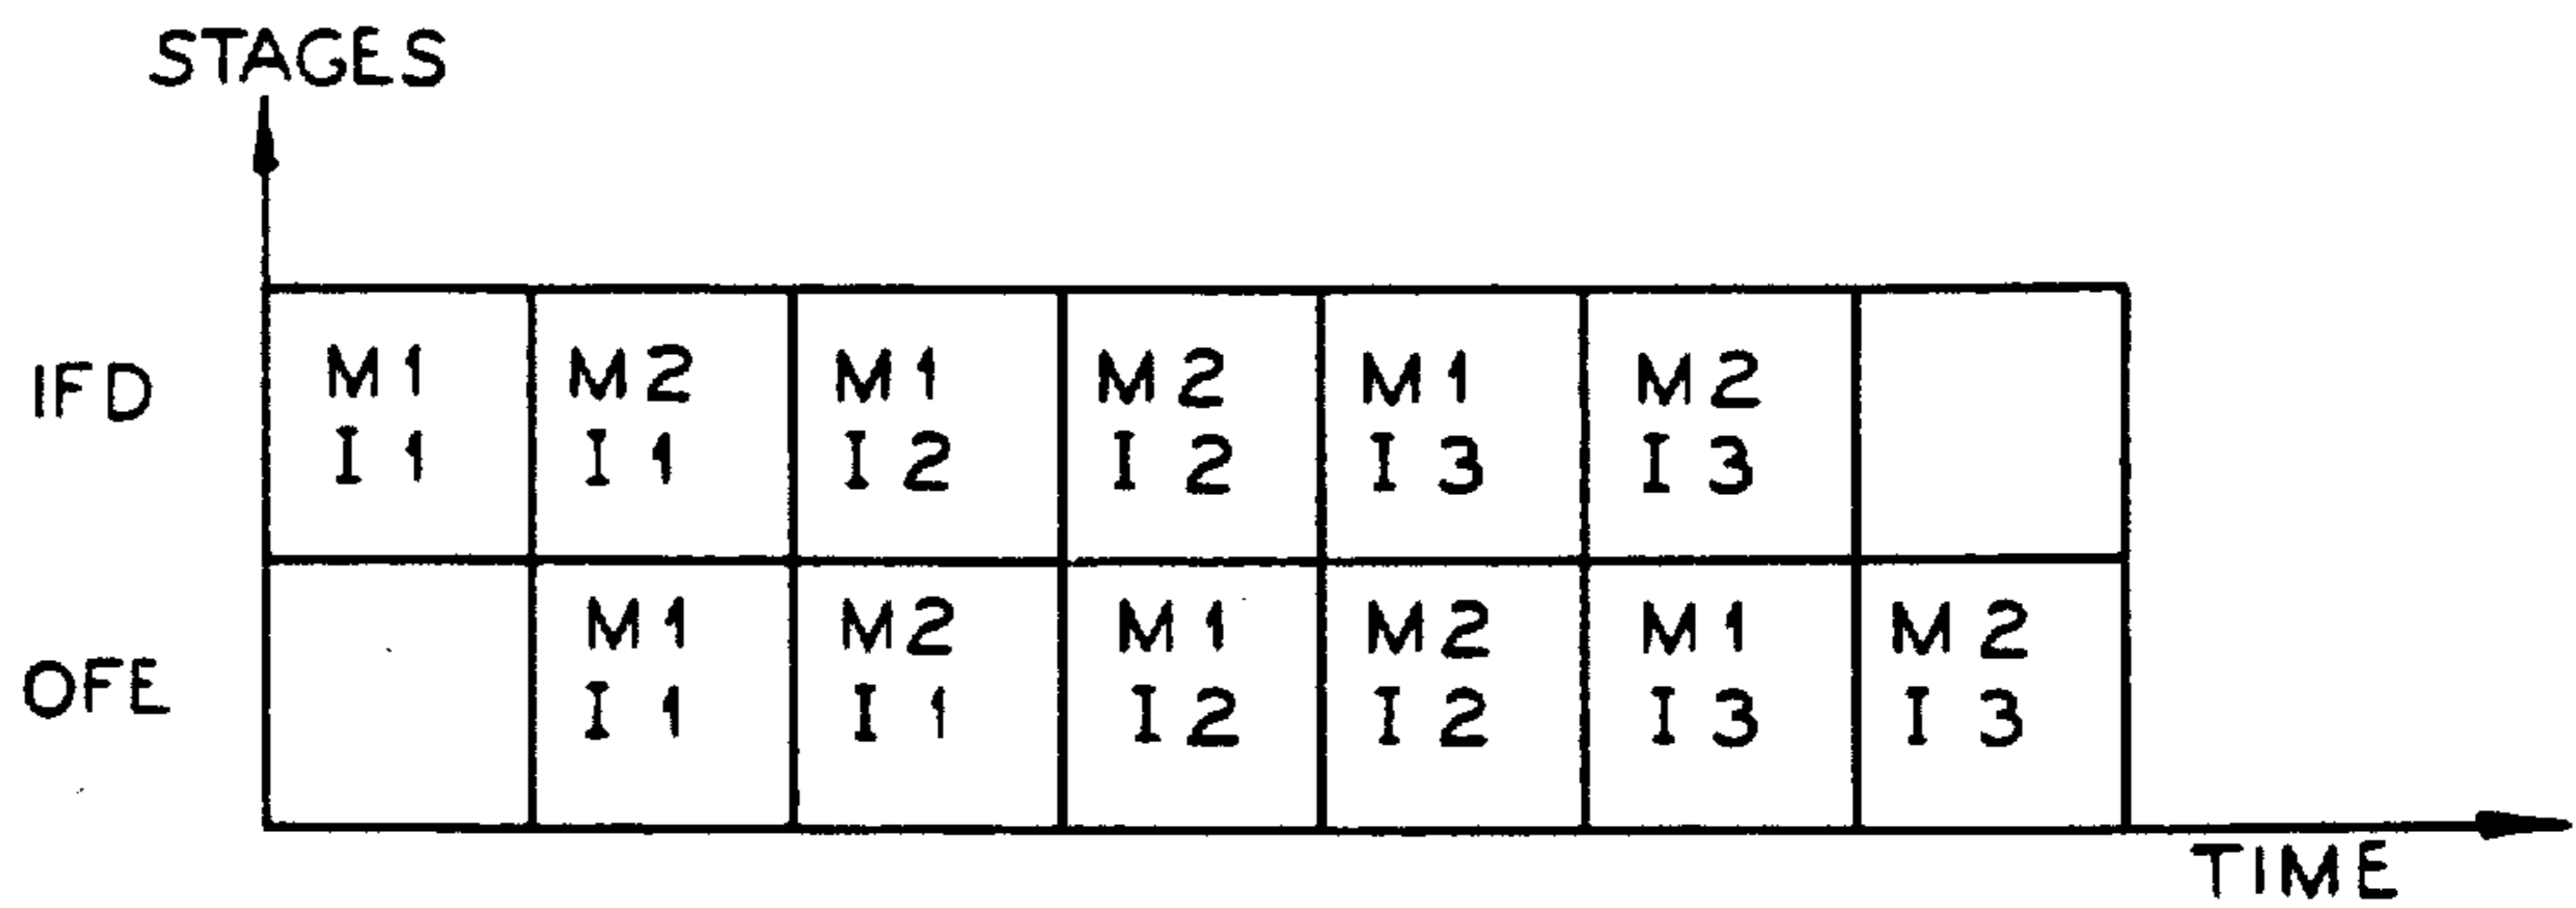 STAGES
IFD M1 M2 M1 M2 M1 M2
I1 I1 I2 I2 I3 I3
OFE M1 M2 M1 M2 M1 M2
I1 I1 I2 I2 I3 I3
TIME